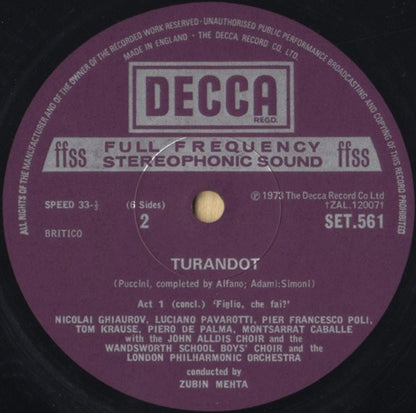 ALL RIGHTS OF THE MANUFACTURER AND OF THE OWNER OF THE RECORDED WORK RESERVED · UNAUTHORISED PUBLIC PERFORMANCE, BROADCASTING AND COPYING OF THIS RECORD PROHIBITED
MADE IN ENGLAND · THE DECCA RECORD CO. LTD.
DECCA
REGD.
ffss FULL FREQUENCY ffss
STEREOPHONIC SOUND
SPEED 33-⅓
(6 Sides)
2
BRITICO
℗ 1973 The Decca Record Co Ltd
†ZAL.12007†
SET.561
TURANDOT
(Puccini, completed by Alfano; Adami:Simoni)
Act 1 (concl.) 'Figlio, che fai?'
NICOLAI GHIAUROV, LUCIANO PAVAROTTI, PIER FRANCESCO POLI,
TOM KRAUSE, PIERO DE PALMA, MONTSARRAT CABALLE
with the JOHN ALLDIS CHOIR and the
WANDSWORTH SCHOOL BOYS' CHOIR and the
LONDON PHILHARMONIC ORCHESTRA
conducted by
ZUBIN MEHTA